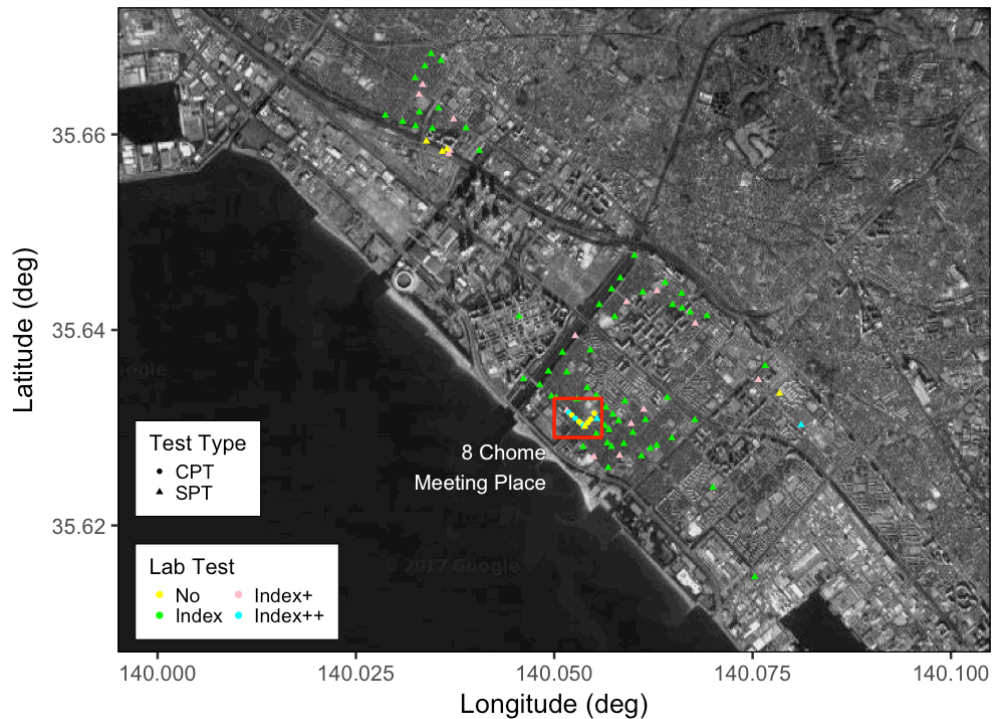 35.66
35.64
35.62
Latitude (deg)
8 Chome
Meeting Place
Test Type
CPT
SPT
Lab Test
No
Index+
Index
Index++
© 2017 Google
140.000
140.025
140.050
140.075
140.100
Longitude (deg)